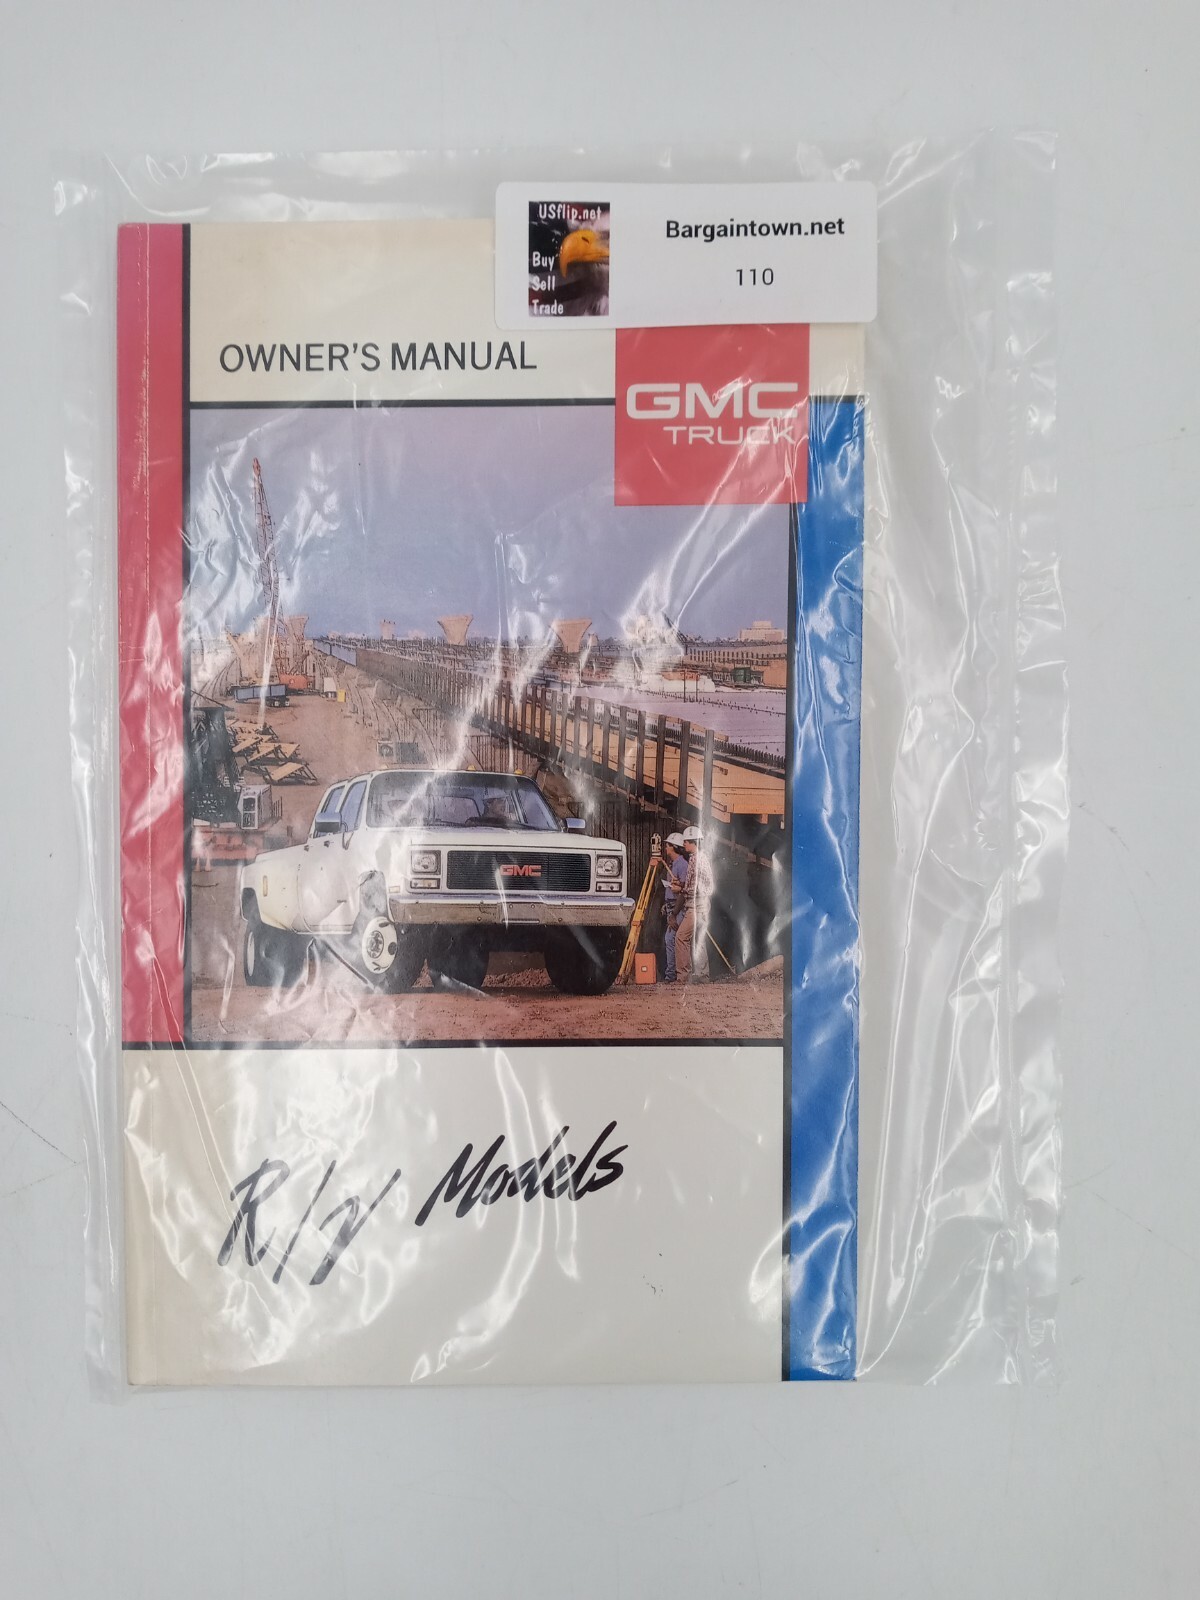 USflip.net
Buy
Sell
Trade
Bargaintown.net
110
OWNER'S MANUAL
GMC
TRUCK
GMC
R/V Models